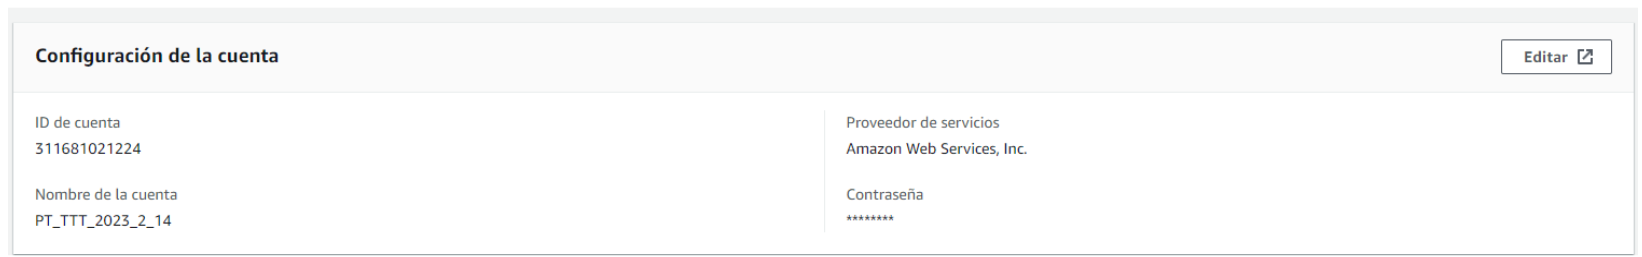 Configuración de la cuenta
Editar
ID de cuenta
311681021224
Nombre de la cuenta
PT_TTT_2023_2_14
Proveedor de servicios
Amazon Web Services, Inc.
Contraseña
********